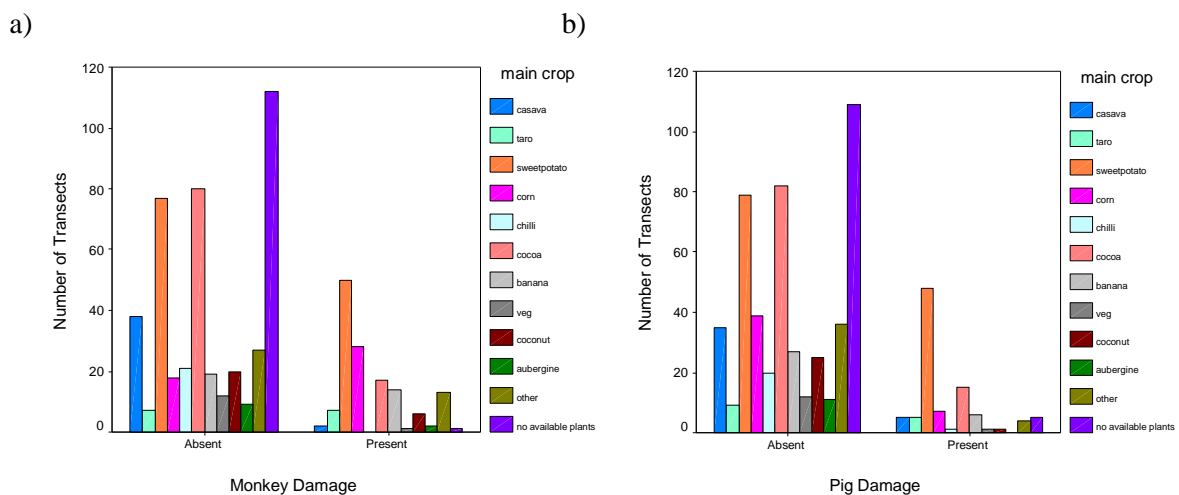 a)
120
100
80
60
40
20
0
Number of Transects
Absent
Present
Monkey Damage
main crop
casava
taro
sweetpotato
corn
chilli
cocoa
banana
veg
coconut
aubergine
other
no available plants
b)
120
100
80
60
40
20
0
Number of Transects
Absent
Present
Pig Damage
main crop
casava
taro
sweetpotato
corn
chilli
cocoa
banana
veg
coconut
aubergine
other
no available plants